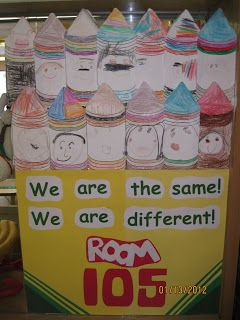 We are the same!
We are different!
ROOM
105
01/13/2012